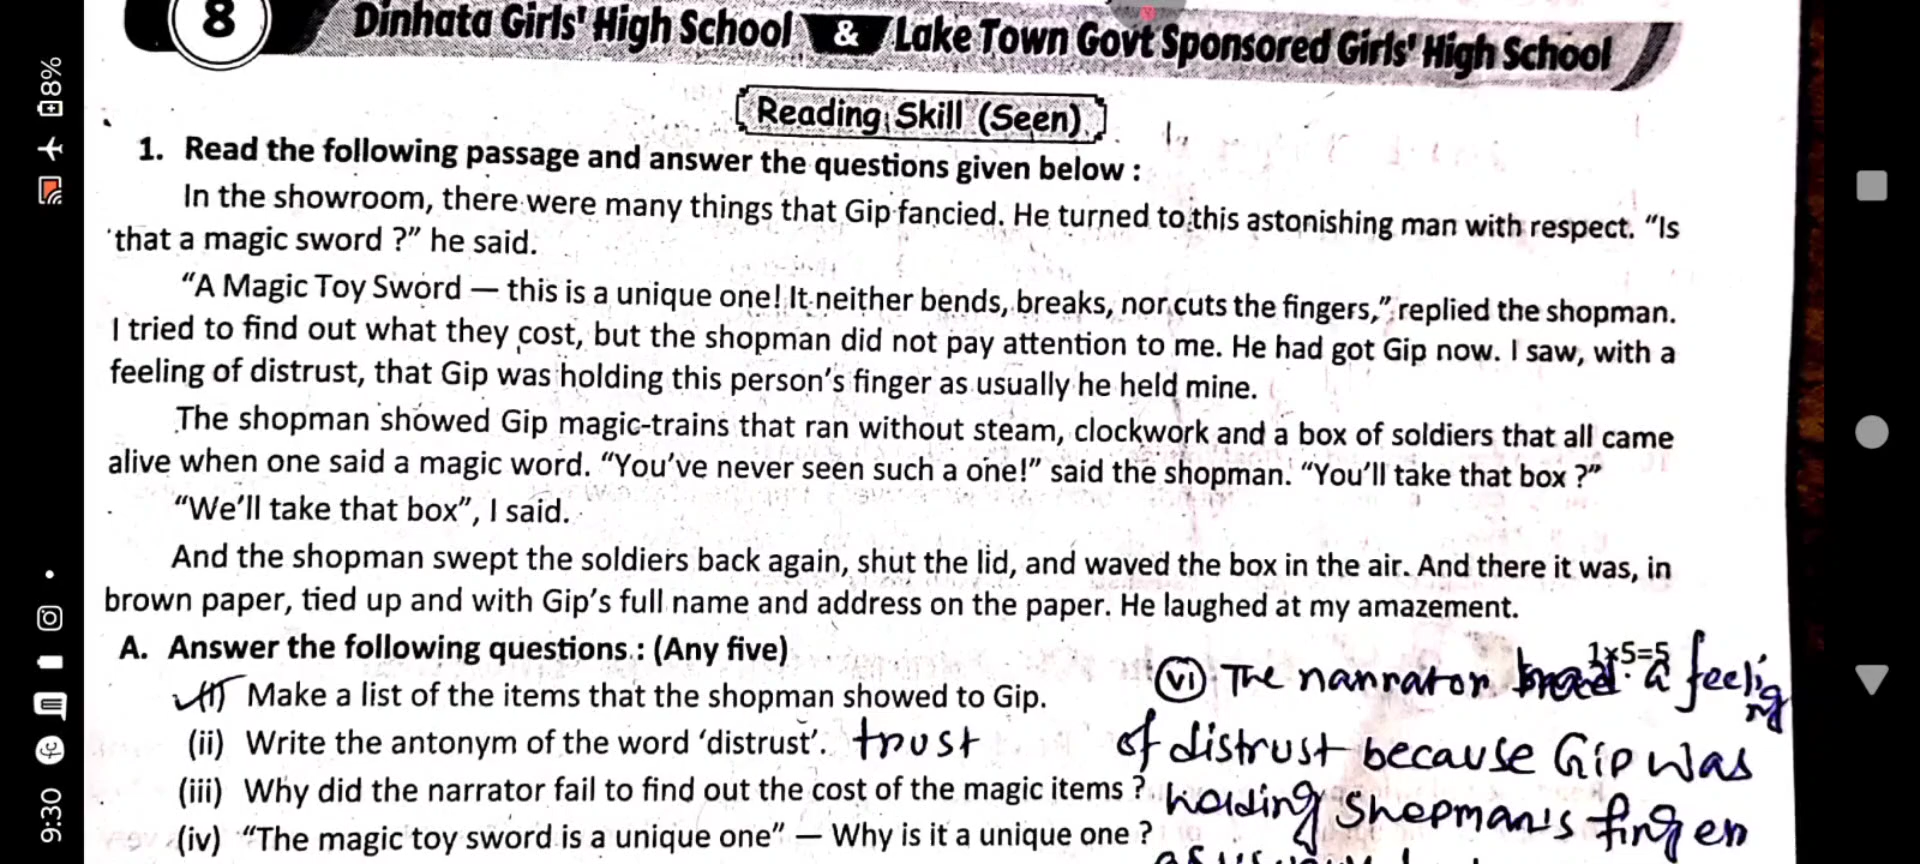 8 Dinhata Girls' High School & Lake Town Govt Sponsored Girls' High School
Reading Skill (Seen)
1. Read the following passage and answer the questions given below :
In the showroom, there were many things that Gip fancied. He turned to this astonishing man with respect. “Is
that a magic sword ?” he said.
“A Magic Toy Sword — this is a unique one! It neither bends, breaks, nor cuts the fingers,” replied the shopman.
I tried to find out what they cost, but the shopman did not pay attention to me. He had got Gip now. I saw, with a
feeling of distrust, that Gip was holding this person’s finger as usually he held mine.
The shopman showed Gip magic-trains that ran without steam, clockwork and a box of soldiers that all came
alive when one said a magic word. “You’ve never seen such a one!” said the shopman. “You’ll take that box ?”
“We’ll take that box”, I said.
And the shopman swept the soldiers back again, shut the lid, and waved the box in the air. And there it was, in
brown paper, tied up and with Gip’s full name and address on the paper. He laughed at my amazement.
A. Answer the following questions.: (Any five) 1×5=5
(i) Make a list of the items that the shopman showed to Gip.
(ii) Write the antonym of the word ‘distrust’. trust
(iii) Why did the narrator fail to find out the cost of the magic items ?
(iv) “The magic toy sword is a unique one” — Why is it a unique one ?
(vi) The narrator a feeling
of distrust because Gip was
holding shopman's finger
8%
9:30